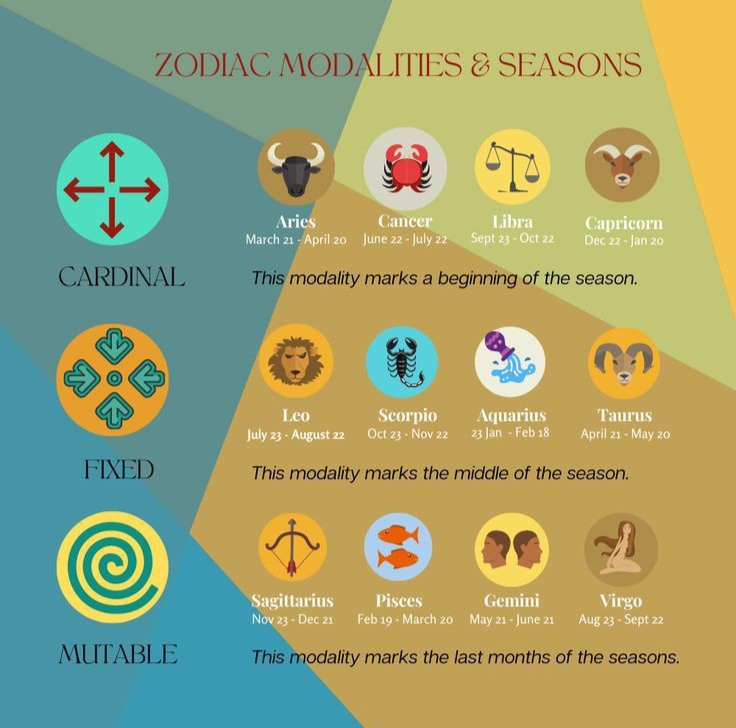 ZODIAC MODALITIES & SEASONS
Aries
Cancer
Libra
Capricorn
March 21 - April 20
June 22 - July 22
Sept 23 - Oct 22
Dec 22 - Jan 20
CARDINAL
This modality marks a beginning of the season.
Leo
Scorpio
Aquarius
Taurus
July 23 - August 22
Oct 23 - Nov 22
23 Jan - Feb 18
April 21 - May 20
FIXED
This modality marks the middle of the season.
Sagittarius
Pisces
Gemini
Virgo
Nov 23 - Dec 21
Feb 19 - March 20
May 21 - June 21
Aug 23 - Sept 22
MUTABLE
This modality marks the last months of the seasons.